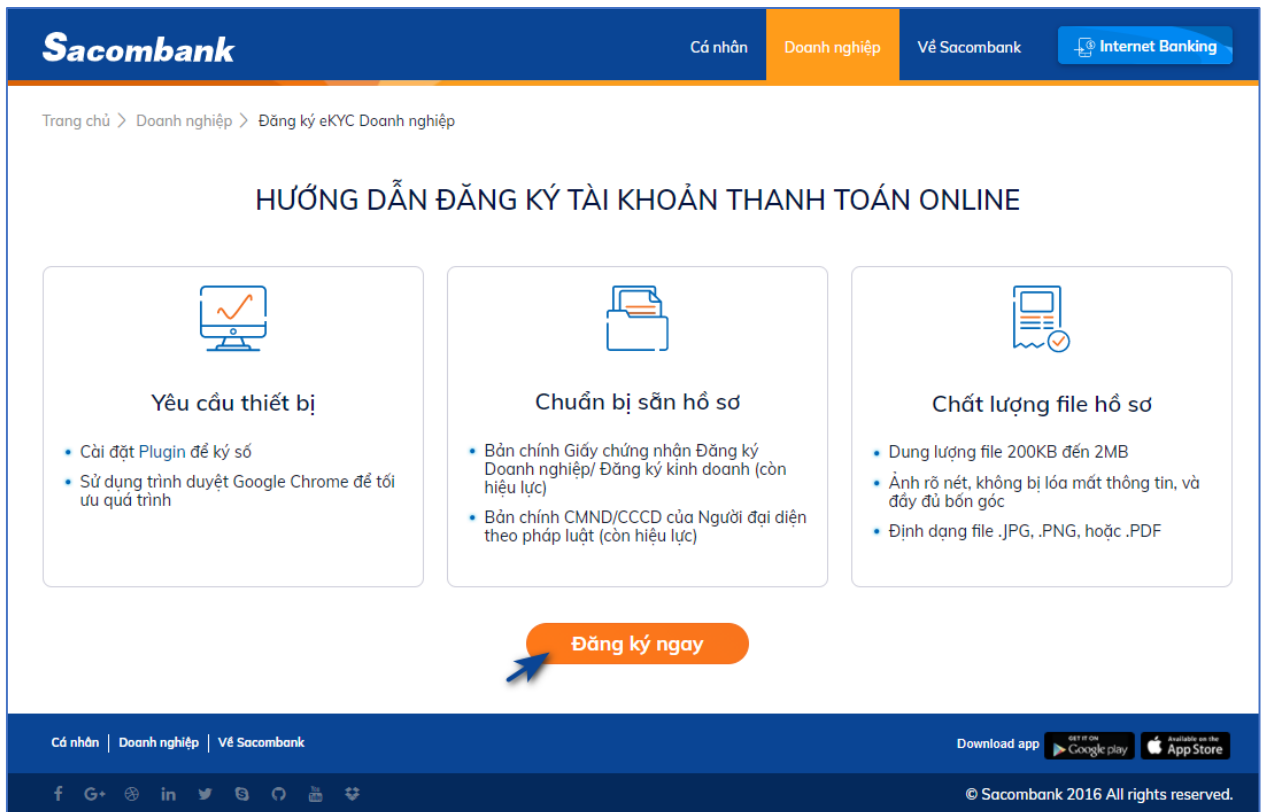 Sacombank
Cá nhân
Doanh nghiệp
Về Sacombank
Internet Banking
Trang chủ > Doanh nghiệp > Đăng ký eKYC Doanh nghiệp
HƯỚNG DẪN ĐĂNG KÝ TÀI KHOẢN THANH TOÁN ONLINE
Yêu cầu thiết bị
• Cài đặt Plugin để ký số
• Sử dụng trình duyệt Google Chrome để tối
ưu quá trình
Chuẩn bị sẵn hồ sơ
• Bản chính Giấy chứng nhận Đăng ký
Doanh nghiệp/ Đăng ký kinh doanh (còn
hiệu lực)
• Bản chính CMND/CCCD của Người đại diện
theo pháp luật (còn hiệu lực)
Chất lượng file hồ sơ
• Dung lượng file 200KB đến 2MB
• Ảnh rõ nét, không bị lóa mất thông tin, và
đầy đủ bốn góc
• Định dạng file .JPG, .PNG, hoặc .PDF
Đăng ký ngay
Cá nhân | Doanh nghiệp | Về Sacombank
Download app
GET IT ON
Google play
Available on the
App Store
© Sacombank 2016 All rights reserved.